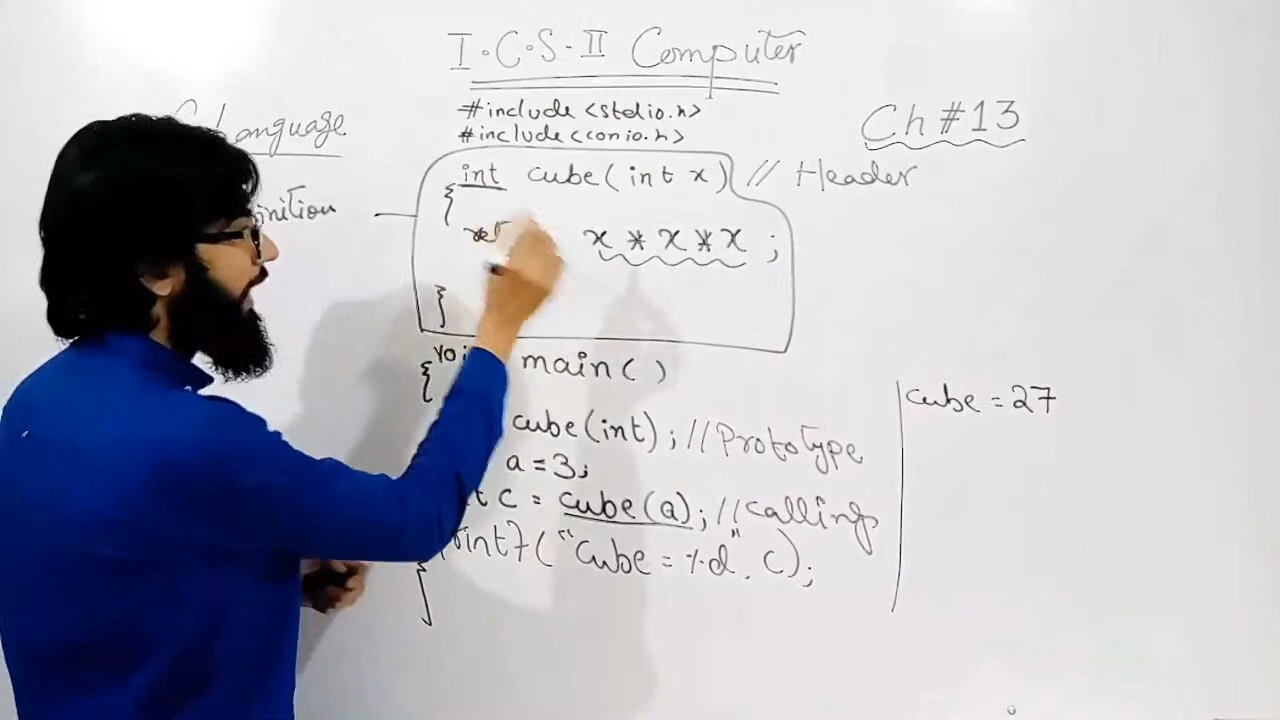 I.C.S-II Computer
Language
#include<stdio.h>
#include<conio.h>
Ch #13
int cube(int x) // Header
{
x * x * x ;
}
main( )
{
cube(int); //Prototype
a=3;
c = cube(a); //calling
("Cube = %d", c);
}
cube = 27